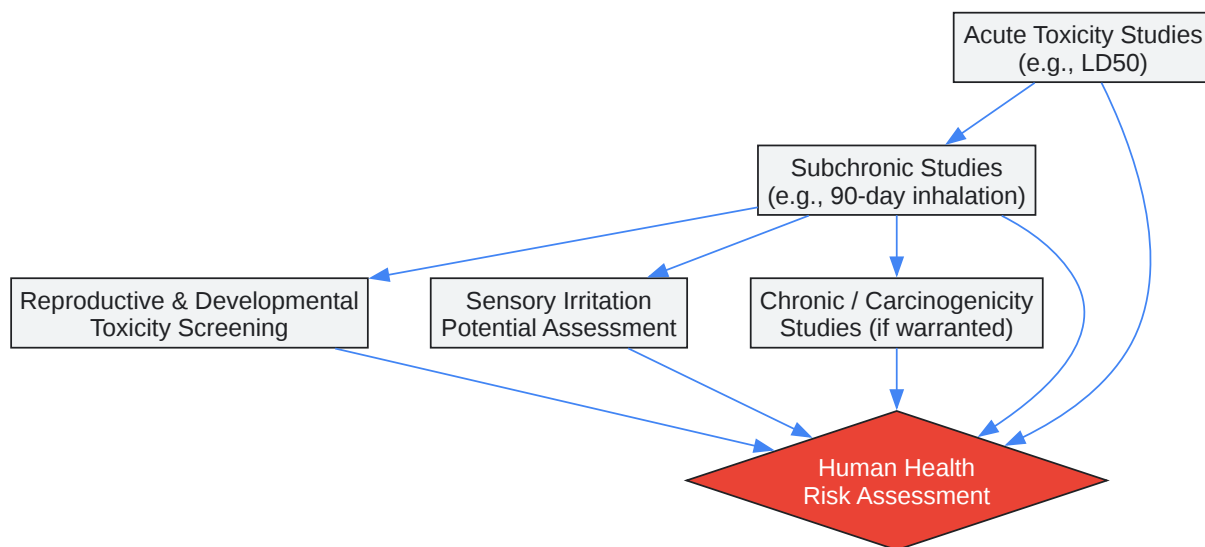 Acute Toxicity Studies
(e.g., LD50)
Subchronic Studies
(e.g., 90-day inhalation)
Reproductive & Developmental
Toxicity Screening
Sensory Irritation
Potential Assessment
Chronic / Carcinogenicity
Studies (if warranted)
Human Health
Risk Assessment